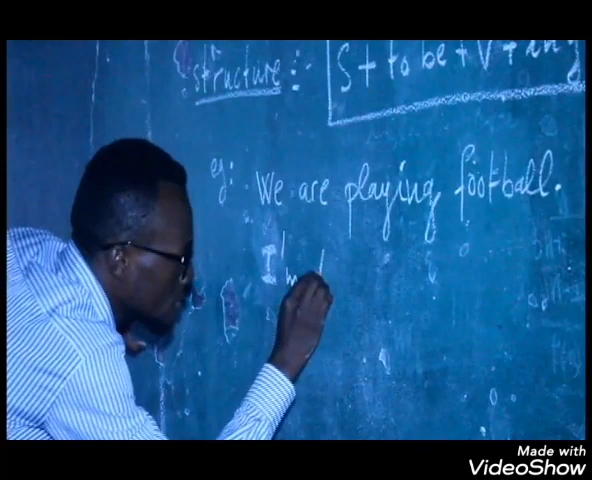 structure :- S + to be + V + ing
eg: We are playing football.
I'm
Made with
VideoShow